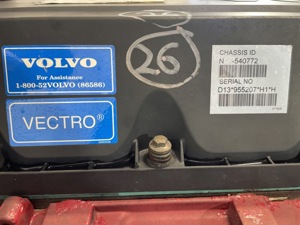 VOLVO
For Assistance
1-800-52VOLVO (86586)
VECTRO®
26
CHASSIS ID
N -540772
SERIAL NO
D13*955207*H1*H